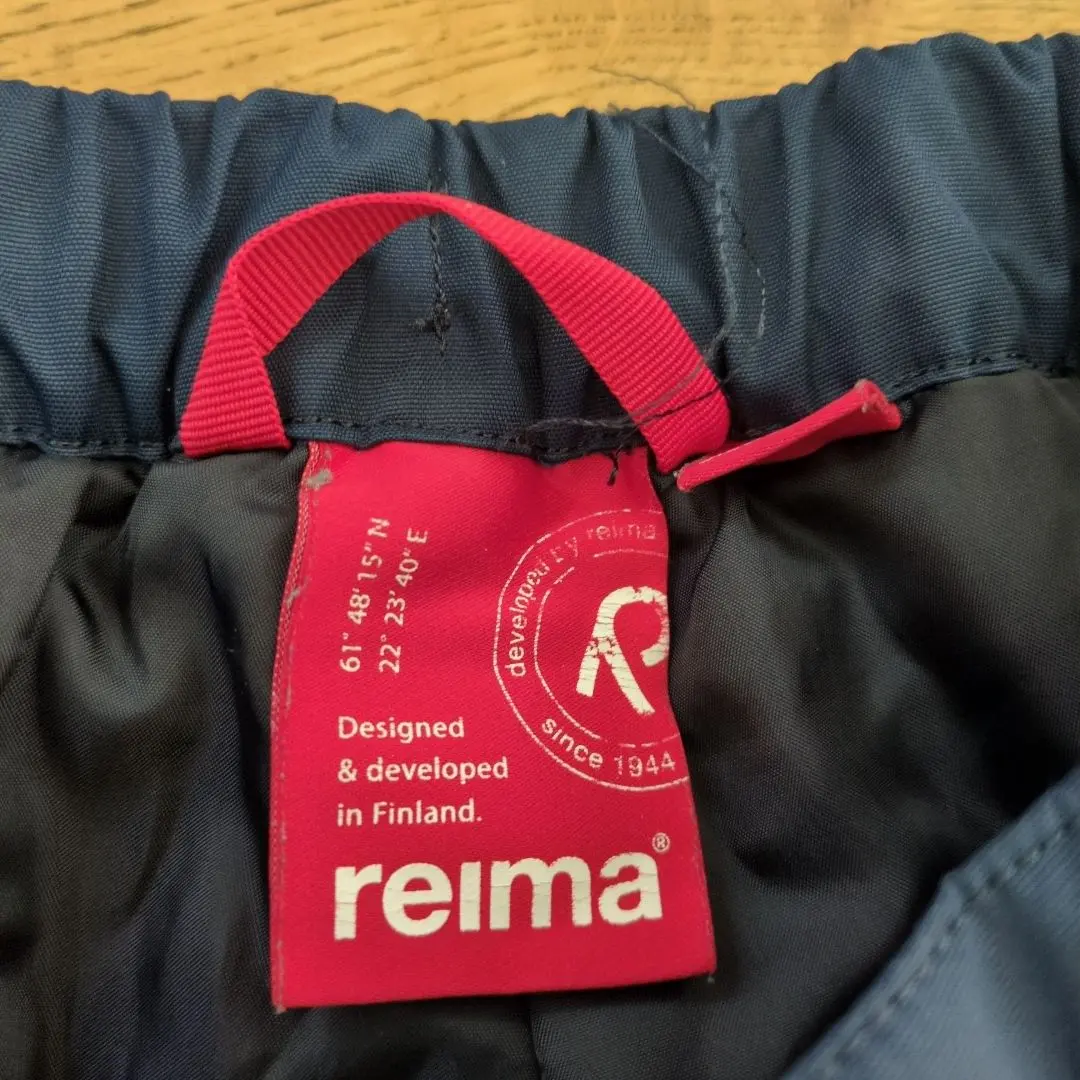 61° 48' 15" N
22° 23' 40" E
developed by reima
R
since 1944
Designed
& developed
in Finland.
reima®